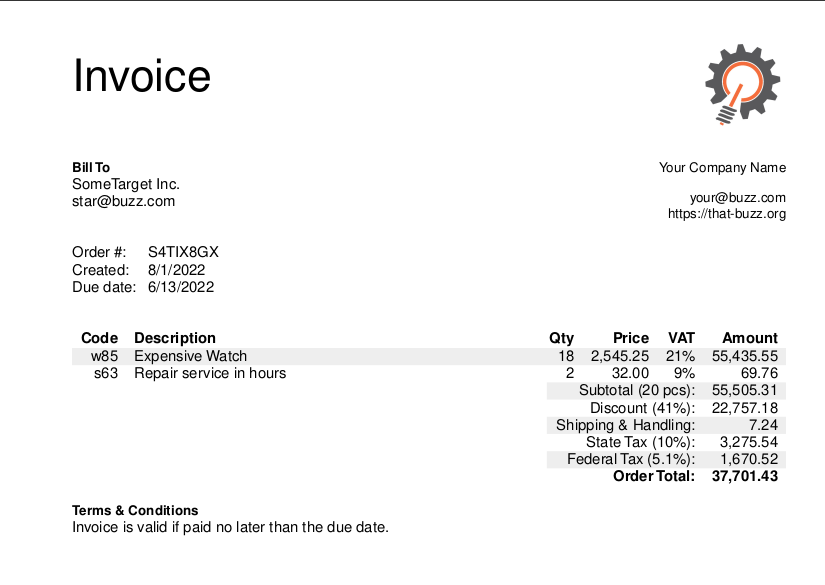 Invoice
Bill To
SomeTarget Inc.
star@buzz.com
Your Company Name
your@buzz.com
https://that-buzz.org
Order #: S4TIX8GX
Created: 8/1/2022
Due date: 6/13/2022
Code Description Qty Price VAT Amount
w85 Expensive Watch 18 2,545.25 21% 55,435.55
s63 Repair service in hours 2 32.00 9% 69.76
Subtotal (20 pcs): 55,505.31
Discount (41%): 22,757.18
Shipping & Handling: 7.24
State Tax (10%): 3,275.54
Federal Tax (5.1%): 1,670.52
Order Total: 37,701.43
Terms & Conditions
Invoice is valid if paid no later than the due date.